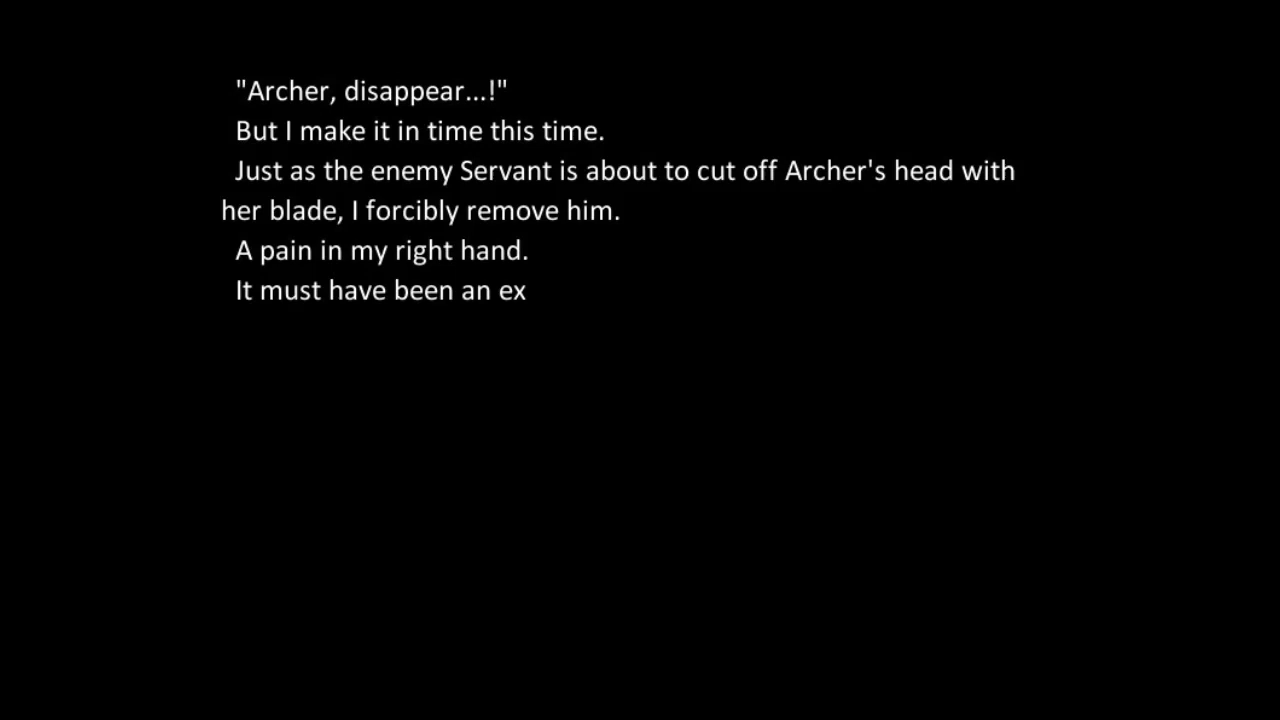 "Archer, disappear...!"
But I make it in time this time.
Just as the enemy Servant is about to cut off Archer's head with
her blade, I forcibly remove him.
A pain in my right hand.
It must have been an ex